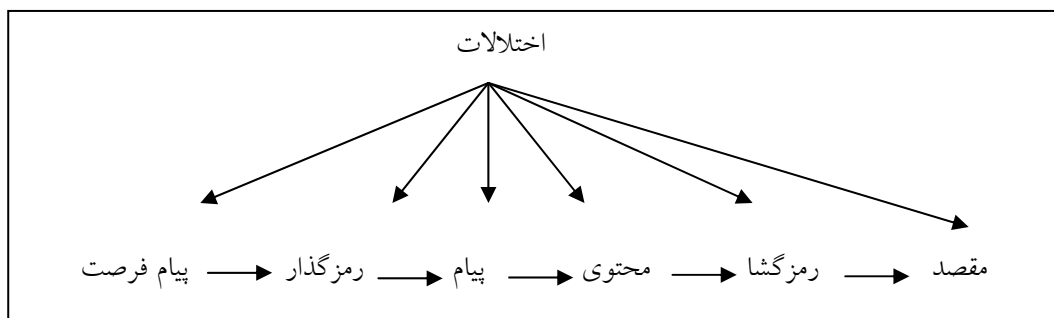 اختلالات
پیام فرصت
رمزگذار
پیام
محتوی
رمزگشا
مقصد